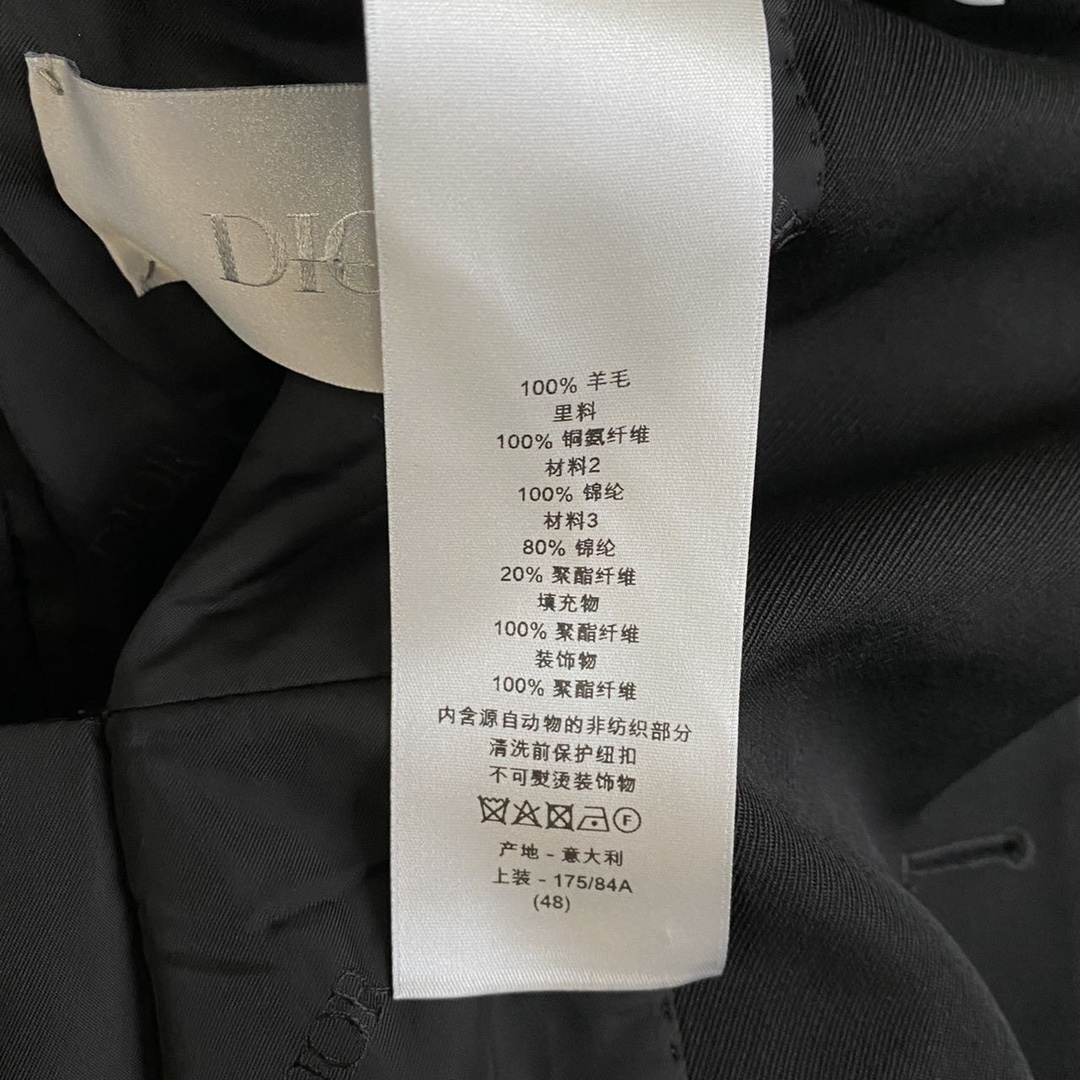 DIO
100% 羊毛
里料
100% 铜氨纤维
材料2
100% 锦纶
材料3
80% 锦纶
20% 聚酯纤维
填充物
100% 聚酯纤维
装饰物
100% 聚酯纤维
内含源自动物的非纺织部分
清洗前保护纽扣
不可熨烫装饰物
F
产地 - 意大利
上装 - 175/84A
(48)
DIOR
DIOR